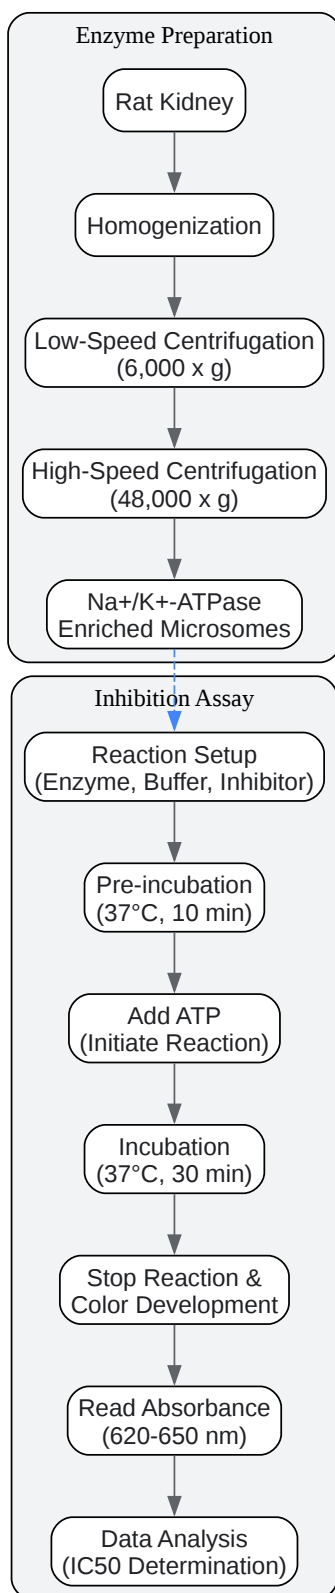 Enzyme Preparation
Rat Kidney
Homogenization
Low-Speed Centrifugation
(6,000 x g)
High-Speed Centrifugation
(48,000 x g)
Na+/K+-ATPase
Enriched Microsomes
Inhibition Assay
Reaction Setup
(Enzyme, Buffer, Inhibitor)
Pre-incubation
(37°C, 10 min)
Add ATP
(Initiate Reaction)
Incubation
(37°C, 30 min)
Stop Reaction &
Color Development
Read Absorbance
(620-650 nm)
Data Analysis
(IC50 Determination)